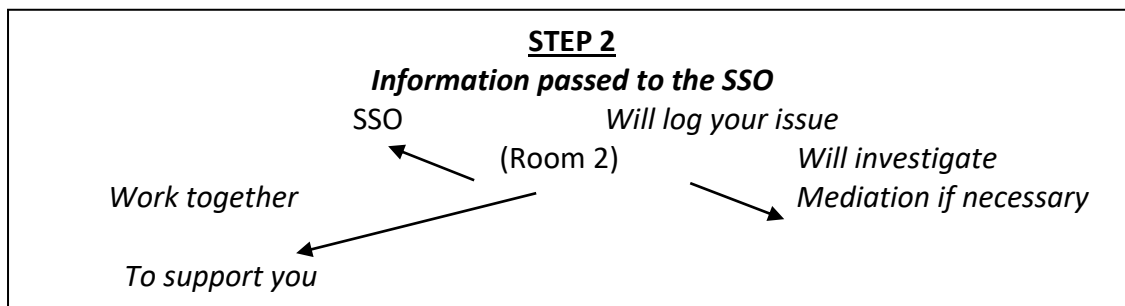 STEP 2
Information passed to the SSO
SSO Will log your issue
(Room 2) Will investigate
Work together Mediation if necessary
To support you